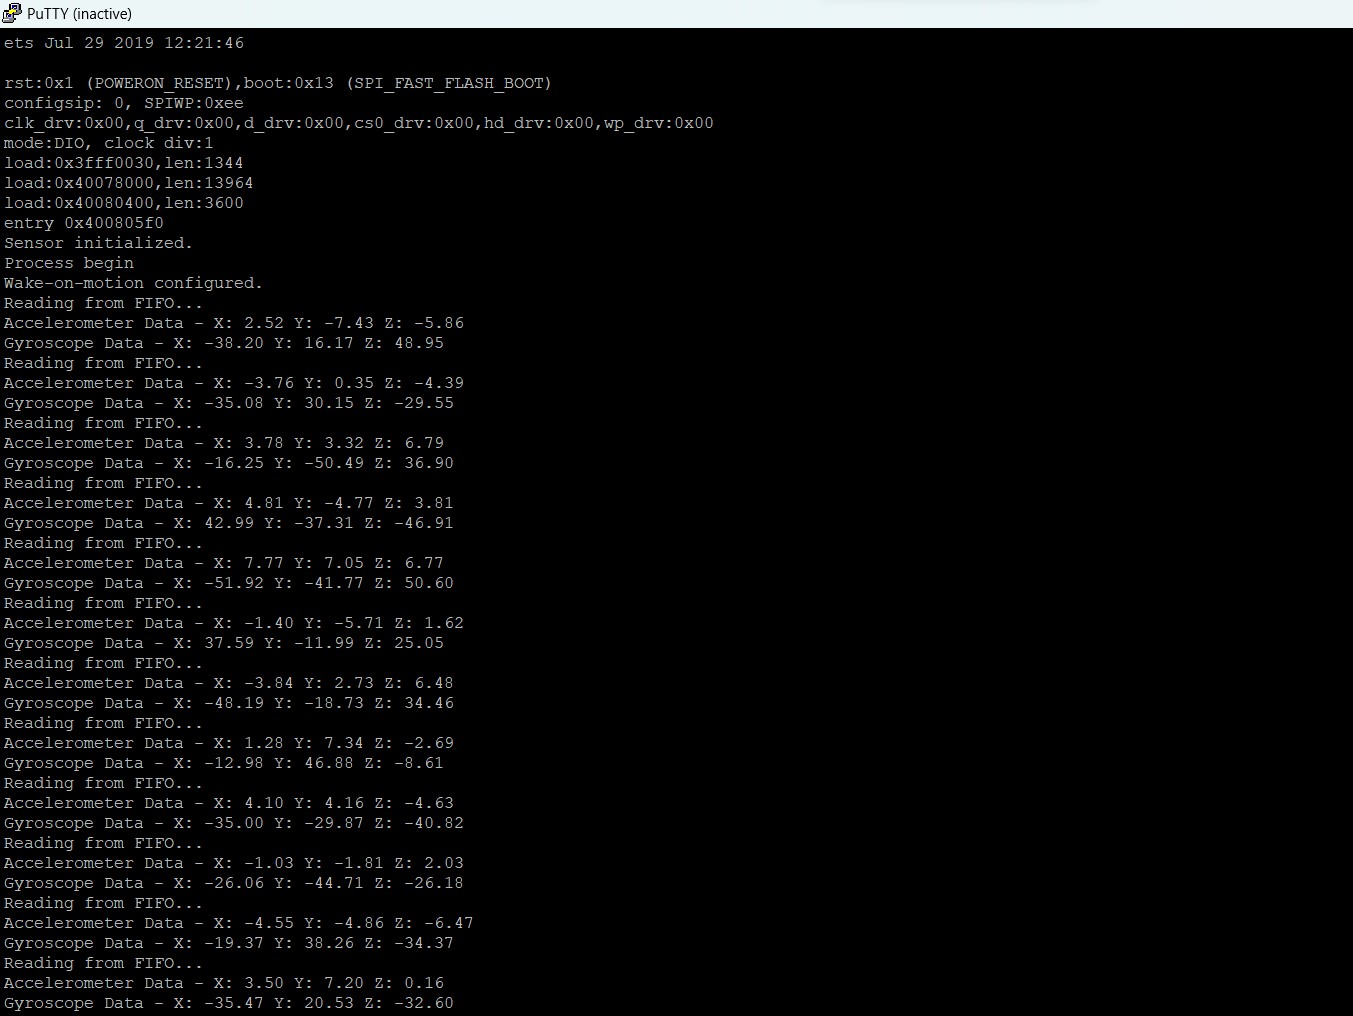 PuTTY (inactive)
ets Jul 29 2019 12:21:46
rst:0x1 (POWERON_RESET),boot:0x13 (SPI_FAST_FLASH_BOOT)
configsip: 0, SPIWP:0xee
clk_drv:0x00,q_drv:0x00,d_drv:0x00,cs0_drv:0x00,hd_drv:0x00,wp_drv:0x00
mode:DIO, clock div:1
load:0x3fff0030,len:1344
load:0x40078000,len:13964
load:0x40080400,len:3600
entry 0x400805f0
Sensor initialized.
Process begin
Wake-on-motion configured.
Reading from FIFO...
Accelerometer Data - X: 2.52 Y: -7.43 Z: -5.86
Gyroscope Data - X: -38.20 Y: 16.17 Z: 48.95
Reading from FIFO...
Accelerometer Data - X: -3.76 Y: 0.35 Z: -4.39
Gyroscope Data - X: -35.08 Y: 30.15 Z: -29.55
Reading from FIFO...
Accelerometer Data - X: 3.78 Y: 3.32 Z: 6.79
Gyroscope Data - X: -16.25 Y: -50.49 Z: 36.90
Reading from FIFO...
Accelerometer Data - X: 4.81 Y: -4.77 Z: 3.81
Gyroscope Data - X: 42.99 Y: -37.31 Z: -46.91
Reading from FIFO...
Accelerometer Data - X: 7.77 Y: 7.05 Z: 6.77
Gyroscope Data - X: -51.92 Y: -41.77 Z: 50.60
Reading from FIFO...
Accelerometer Data - X: -1.40 Y: -5.71 Z: 1.62
Gyroscope Data - X: 37.59 Y: -11.99 Z: 25.05
Reading from FIFO...
Accelerometer Data - X: -3.84 Y: 2.73 Z: 6.48
Gyroscope Data - X: -48.19 Y: -18.73 Z: 34.46
Reading from FIFO...
Accelerometer Data - X: 1.28 Y: 7.34 Z: -2.69
Gyroscope Data - X: -12.98 Y: 46.88 Z: -8.61
Reading from FIFO...
Accelerometer Data - X: 4.10 Y: 4.16 Z: -4.63
Gyroscope Data - X: -35.00 Y: -29.87 Z: -40.82
Reading from FIFO...
Accelerometer Data - X: -1.03 Y: -1.81 Z: 2.03
Gyroscope Data - X: -26.06 Y: -44.71 Z: -26.18
Reading from FIFO...
Accelerometer Data - X: -4.55 Y: -4.86 Z: -6.47
Gyroscope Data - X: -19.37 Y: 38.26 Z: -34.37
Reading from FIFO...
Accelerometer Data - X: 3.50 Y: 7.20 Z: 0.16
Gyroscope Data - X: -35.47 Y: 20.53 Z: -32.60